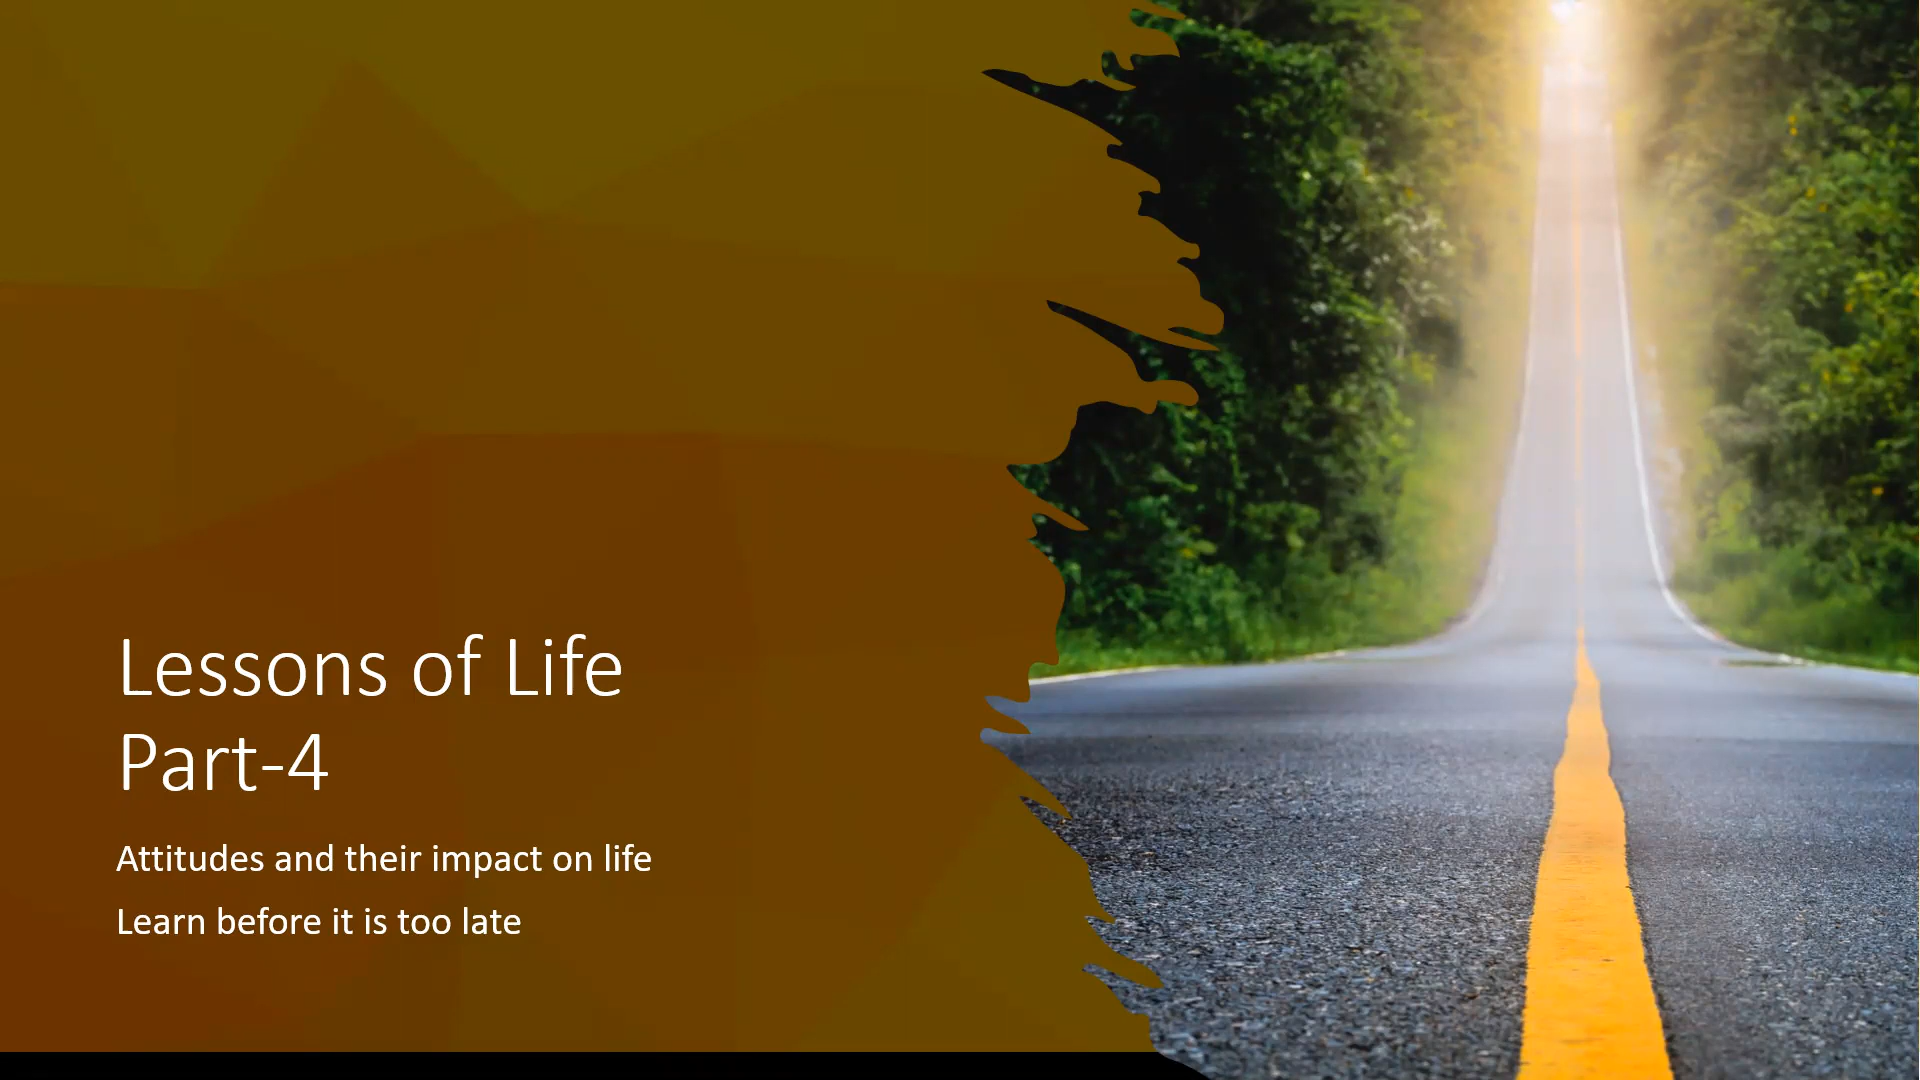 Lessons of Life
Part-4
Attitudes and their impact on life
Learn before it is too late